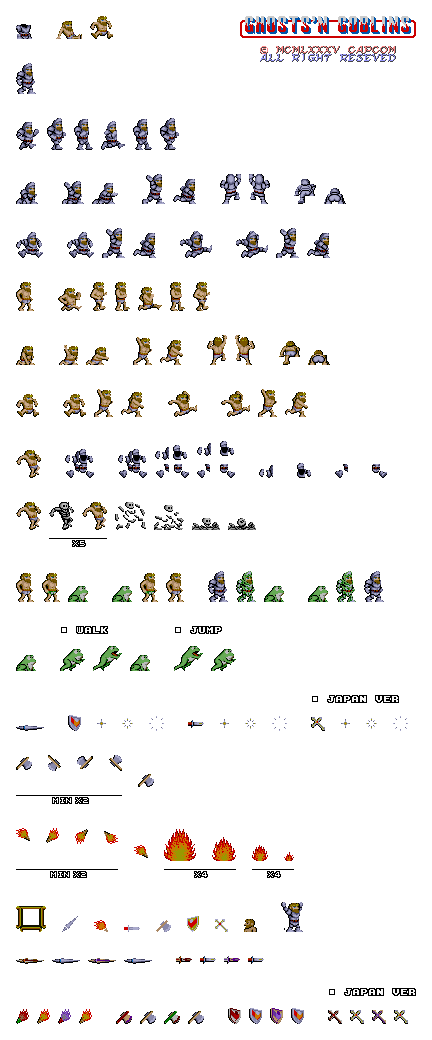 GHOSTS'N GOBLINS
© MCMLXXXV CAPCOM
ALL RIGHT RESEVED
X5
WALK
JUMP
JAPAN VER
MIN X2
MIN X2
X4
X4
JAPAN VER